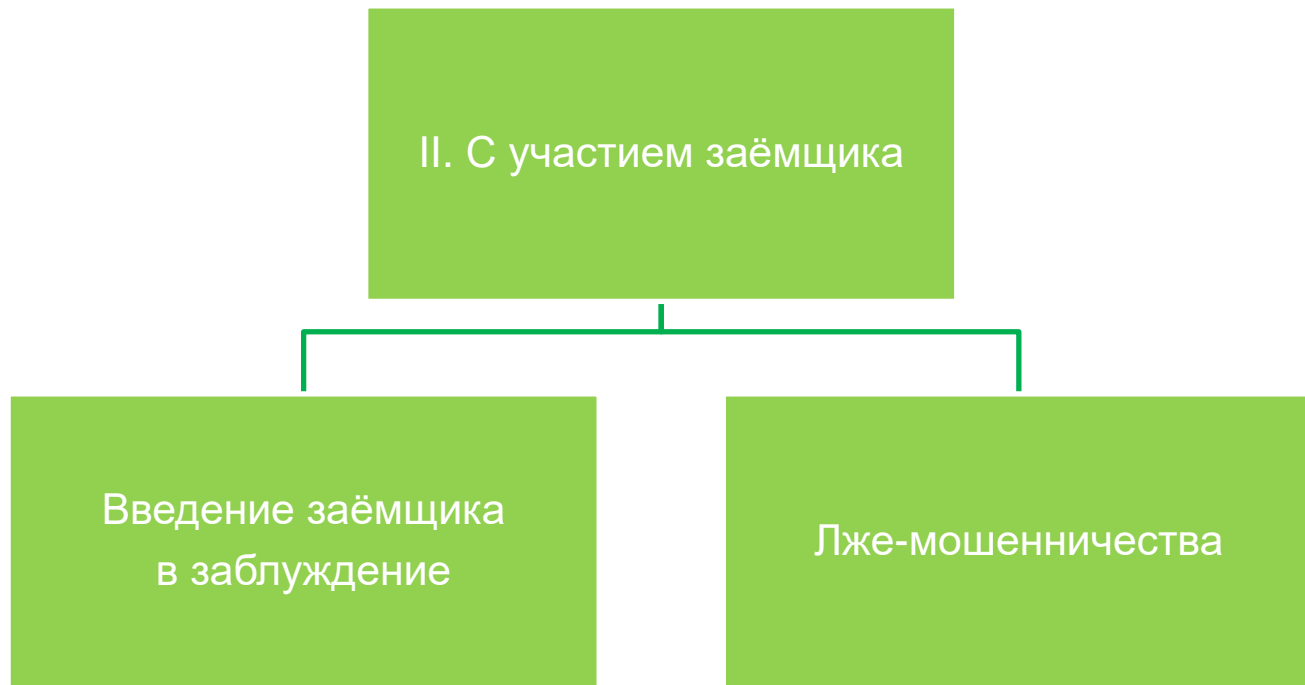 II. С участием заёмщика
Введение заёмщика
в заблуждение
Лже-мошенничества